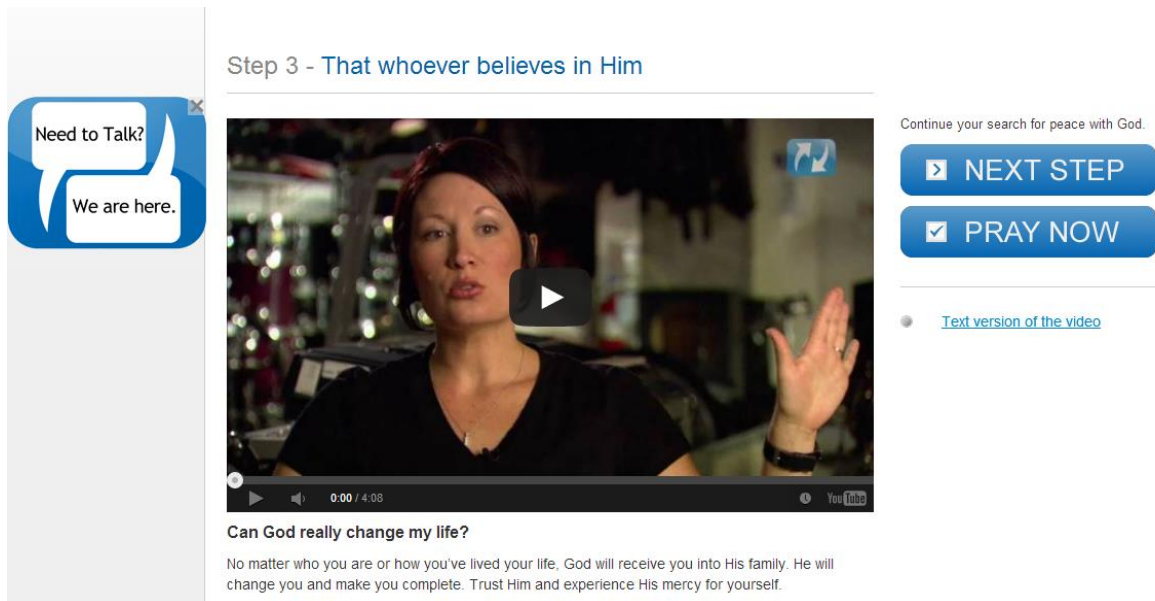 Step 3 - That whoever believes in Him
Need to Talk?
We are here.
Continue your search for peace with God.
NEXT STEP
PRAY NOW
Text version of the video
0:00 / 4:08
YouTube
Can God really change my life?
No matter who you are or how you've lived your life, God will receive you into His family. He will
change you and make you complete. Trust Him and experience His mercy for yourself.